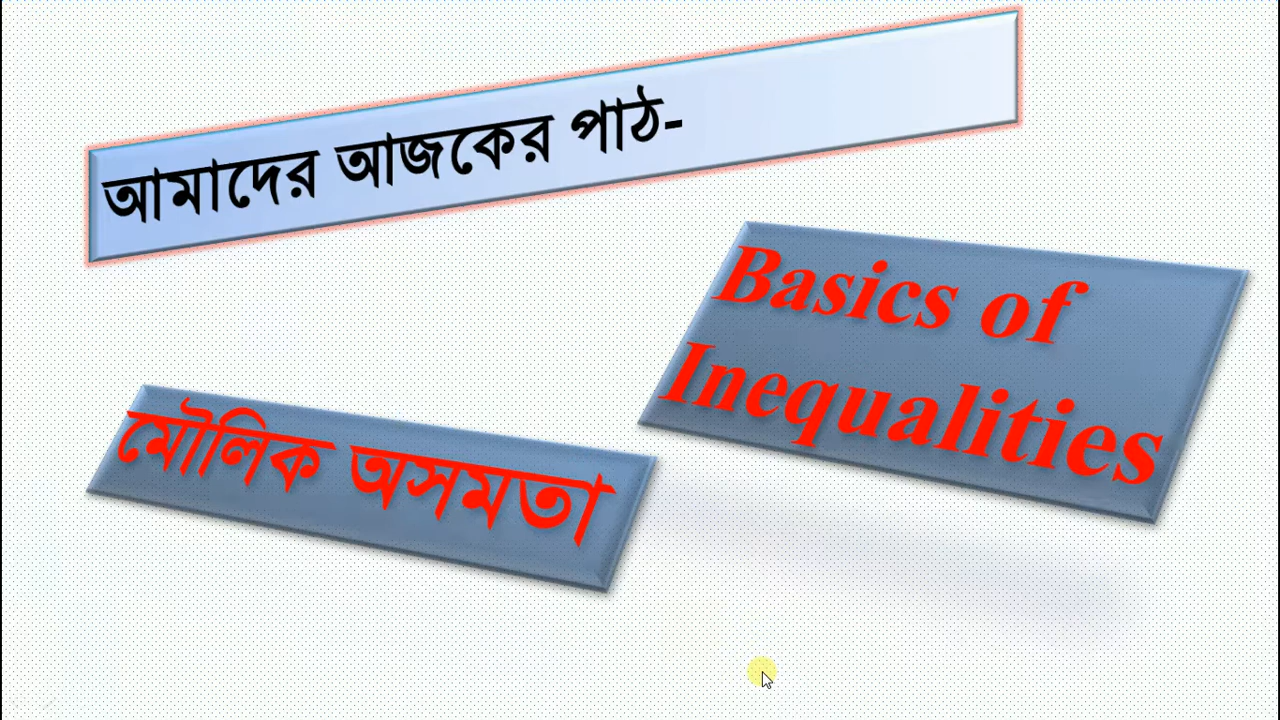 আমাদের আজকের পাঠ-
Basics of
Inequalities
মৌলিক অসমতা